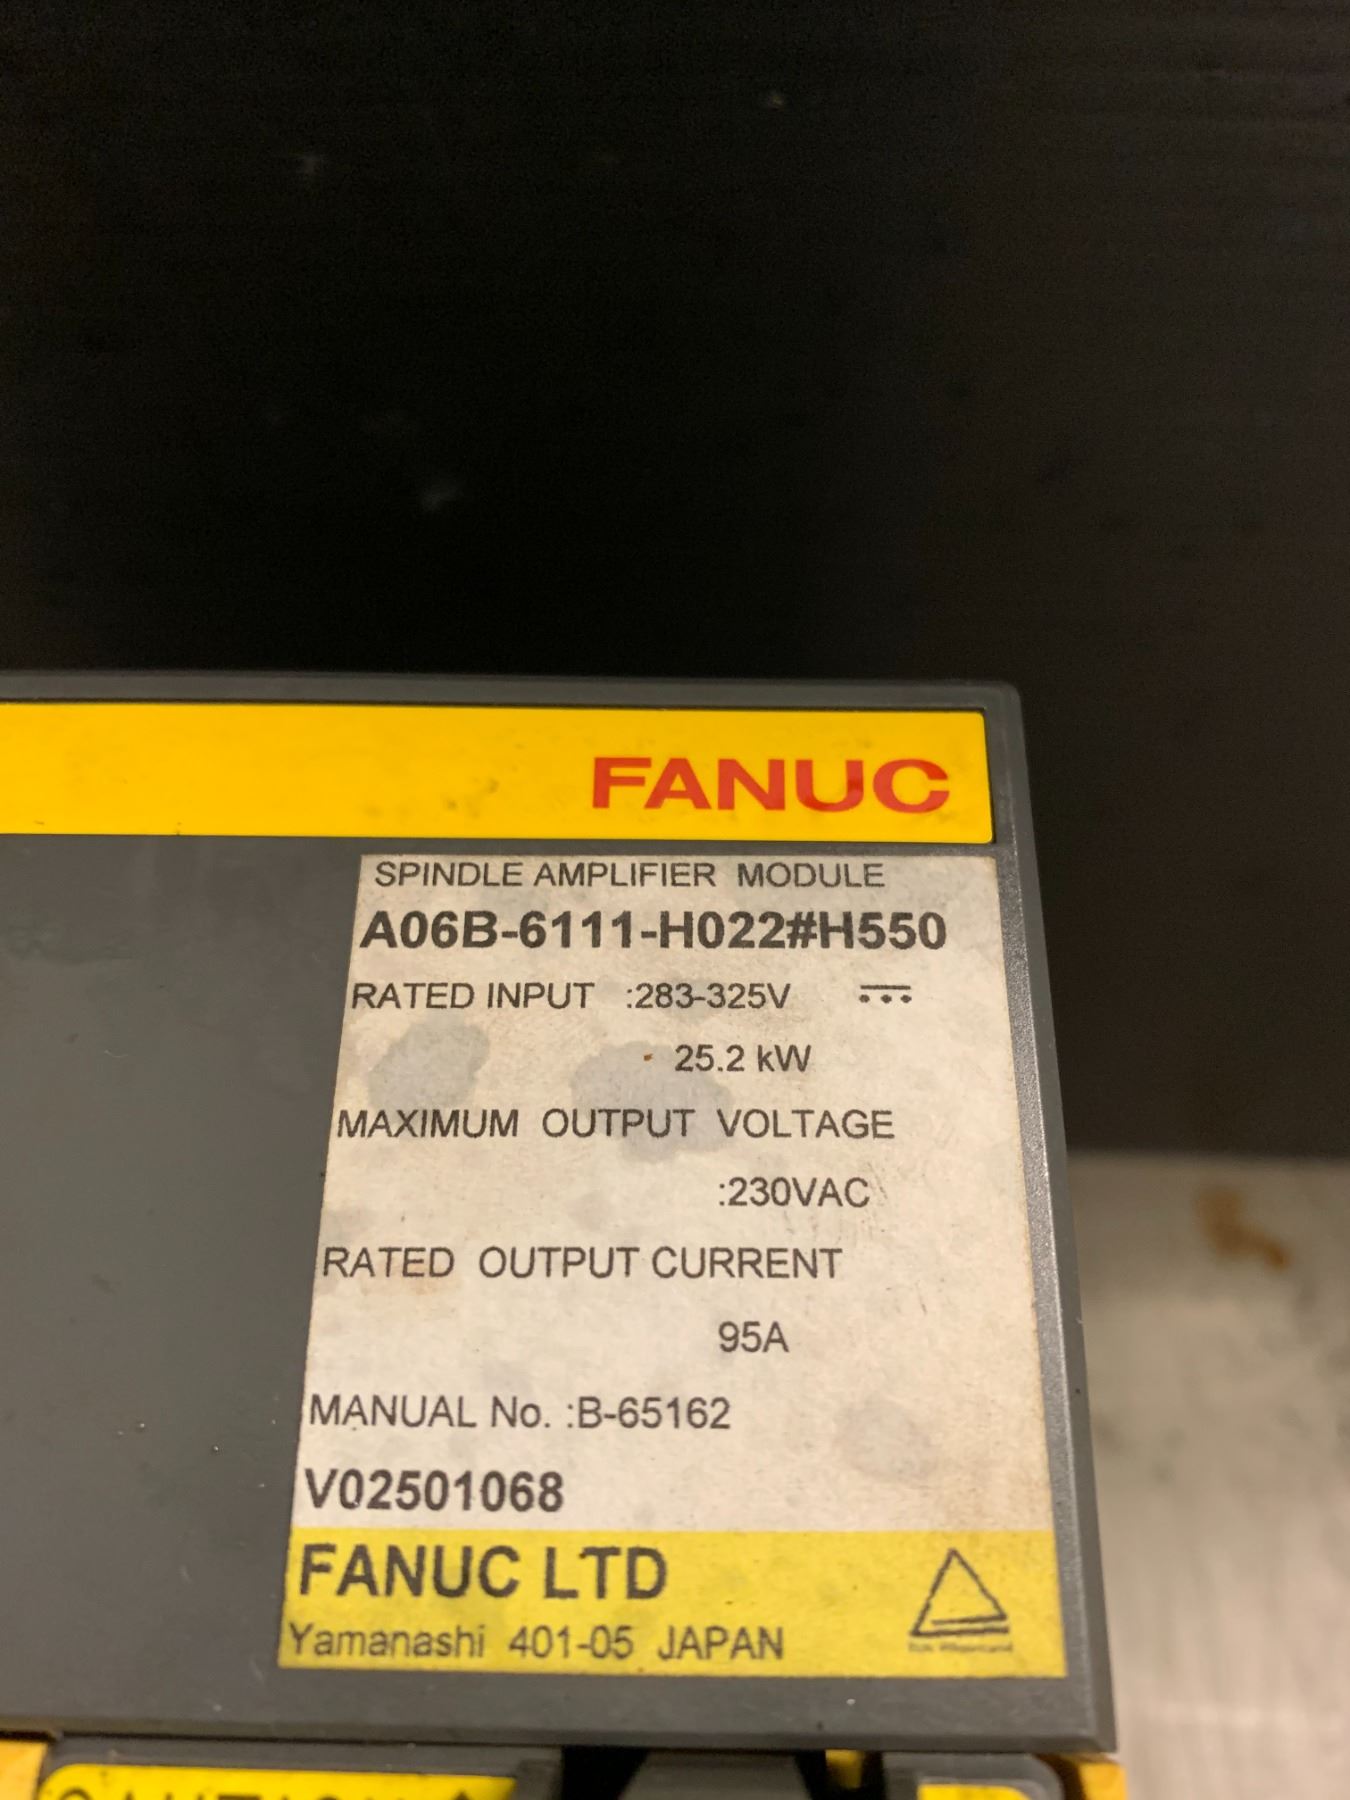 FANUC
SPINDLE AMPLIFIER MODULE
A06B-6111-H022#H550
RATED INPUT :283-325V
25.2 kW
MAXIMUM OUTPUT VOLTAGE
:230VAC
RATED OUTPUT CURRENT
95A
MANUAL No. :B-65162
V02501068
FANUC LTD
Yamanashi 401-05 JAPAN